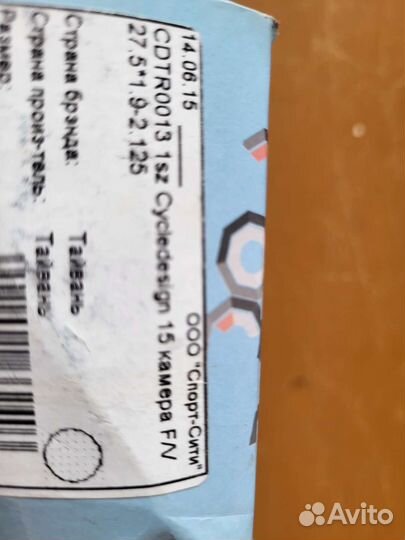 14.06.15
ООО "Спорт-Сити"
CDTR0013 1sz Cycledesign 15 камера F/V
27.5*1.9-2.125
Страна брэнда: Тайвань
Страна произ-тель: Тайвань
Размер:
Avito